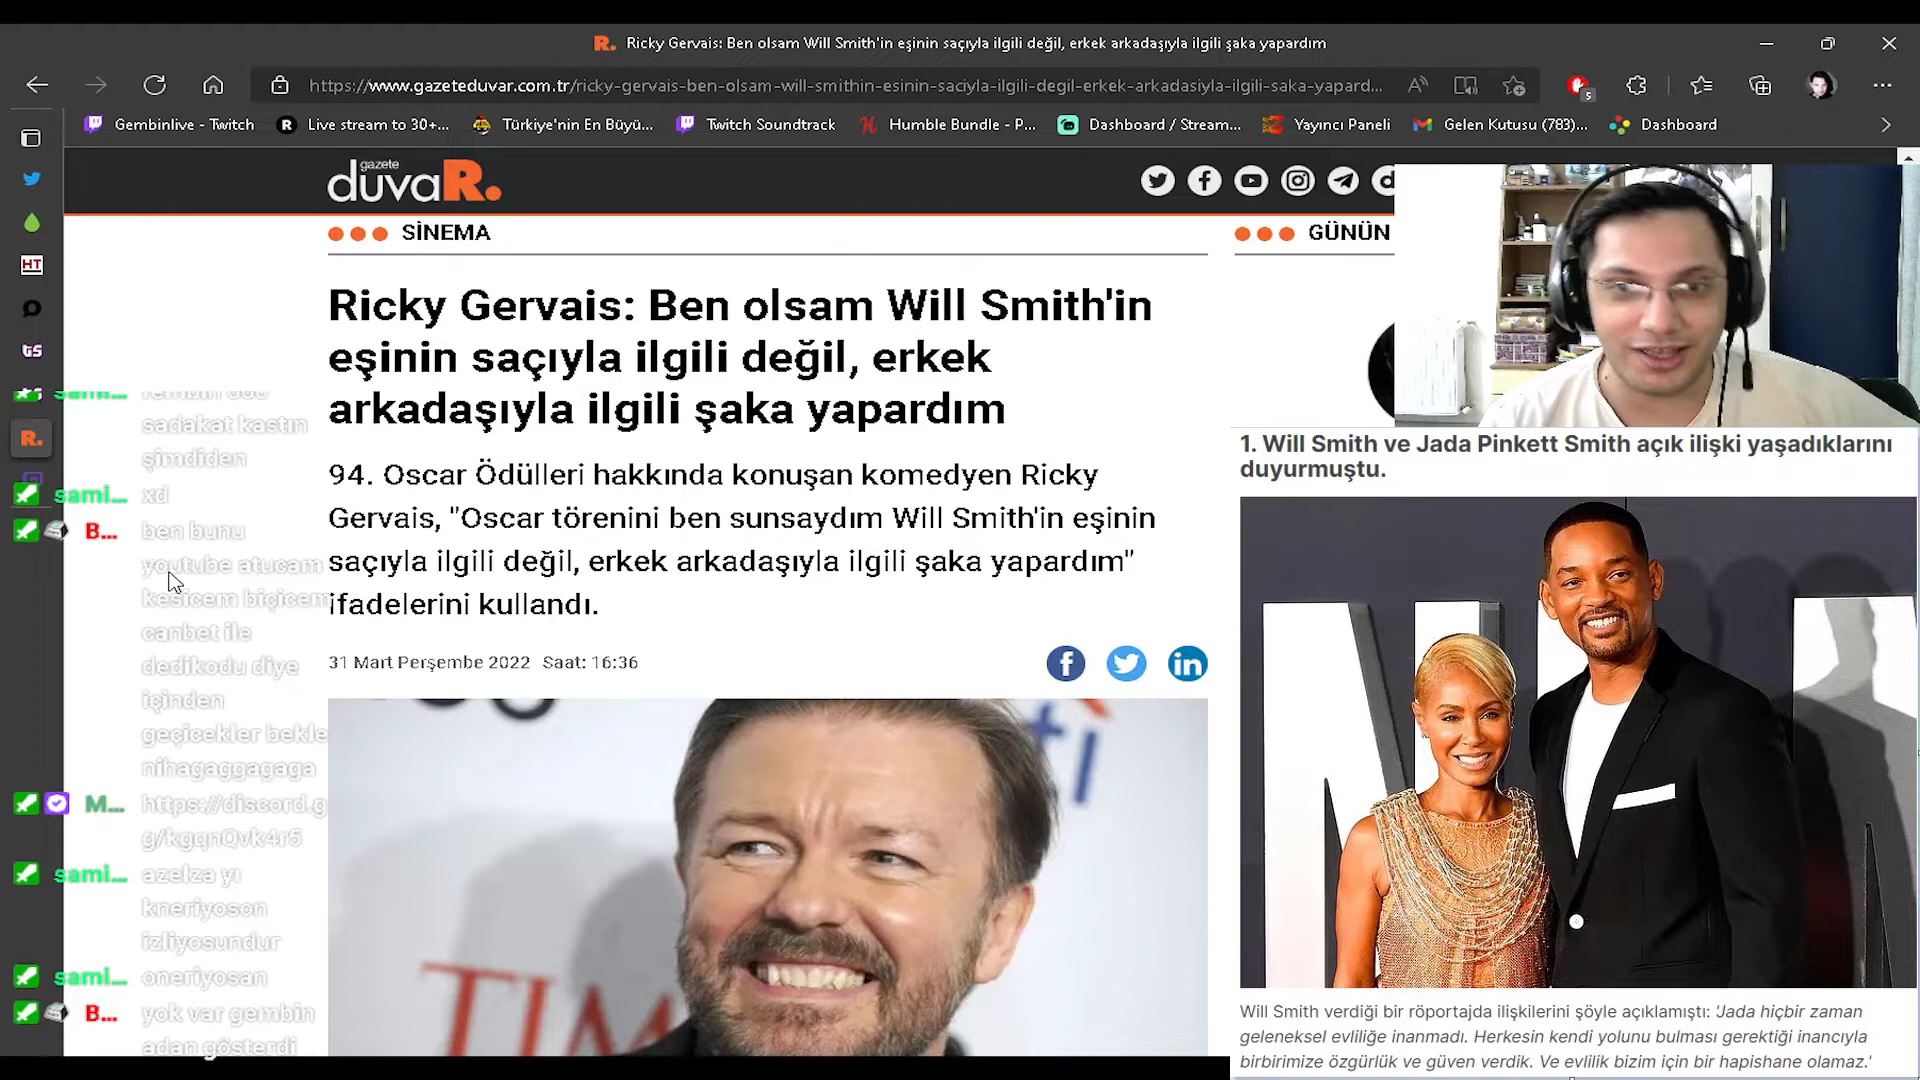 R. Ricky Gervais: Ben olsam Will Smith'in eşinin saçıyla ilgili değil, erkek arkadaşıyla ilgili şaka yapardım
https://www.gazeteduvar.com.tr/ricky-gervais-ben-olsam-will-smithin-esinin-saciyla-ilgili-degil-erkek-arkadasiyla-ilgili-saka-yapard...
5
Gembinlive - Twitch
Live stream to 30+...
Türkiye'nin En Büyü...
Twitch Soundtrack
Humble Bundle - P...
Dashboard / Stream...
Yayıncı Paneli
Gelen Kutusu (783)...
Dashboard
HT
R.
gazete
duvaR.
SİNEMA
GÜNÜN
Ricky Gervais: Ben olsam Will Smith'in
eşinin saçıyla ilgili değil, erkek
arkadaşıyla ilgili şaka yapardım
94. Oscar Ödülleri hakkında konuşan komedyen Ricky
Gervais, "Oscar törenini ben sunsaydım Will Smith'in eşinin
saçıyla ilgili değil, erkek arkadaşıyla ilgili şaka yapardım"
ifadelerini kullandı.
31 Mart Perşembe 2022 Saat: 16:36
TIM
sadakat kastın
şimdiden
sami... xd
B... ben bunu
youtube atucam
kesicem biçicem
canbet ile
dedikodu diye
içinden
geçicekler bekle
nihagaggagaga
M... https://discord.g
g/kgqnQvk4r5
sami... azelza yı
kneriyoson
izliyosundur
sami... oneriyosan
B... yok var gembin
adan gösterdi
1. Will Smith ve Jada Pinkett Smith açık ilişki yaşadıklarını
duyurmuştu.
Will Smith verdiği bir röportajda ilişkilerini şöyle açıklamıştı: 'Jada hiçbir zaman
geleneksel evliliğe inanmadı. Herkesin kendi yolunu bulması gerektiği inancıyla
birbirimize özgürlük ve güven verdik. Ve evlilik bizim için bir hapishane olamaz.'